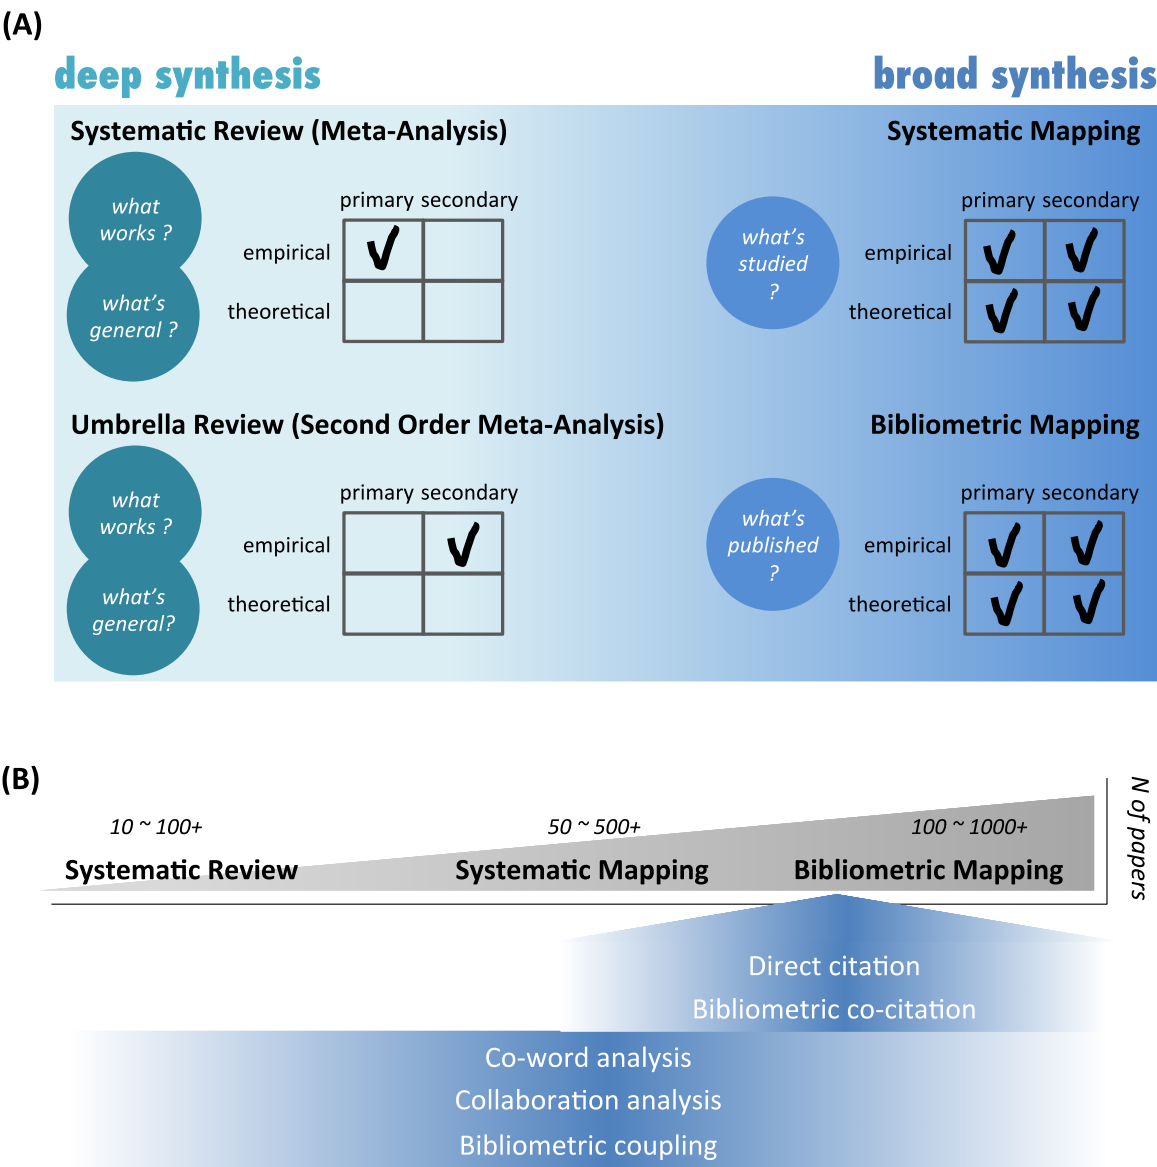 (A)
deep synthesis
broad synthesis
Systematic Review (Meta-Analysis)
what
works ?
what's
general ?
primary secondary
empirical
theoretical
Systematic Mapping
what's
studied
?
primary secondary
empirical
theoretical
Umbrella Review (Second Order Meta-Analysis)
what
works ?
what's
general?
primary secondary
empirical
theoretical
Bibliometric Mapping
what's
published
?
primary secondary
empirical
theoretical
(B)
10 ~ 100+
Systematic Review
50 ~ 500+
Systematic Mapping
100 ~ 1000+
Bibliometric Mapping
N of papers
Direct citation
Bibliometric co-citation
Co-word analysis
Collaboration analysis
Bibliometric coupling